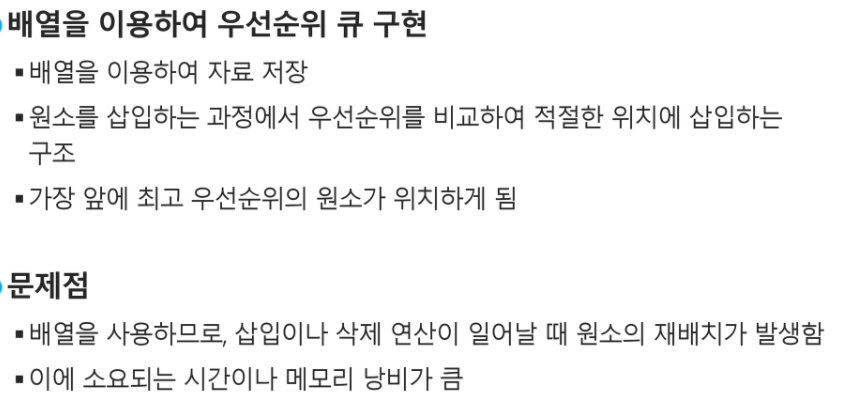 배열을 이용하여 우선순위 큐 구현
▪ 배열을 이용하여 자료 저장
▪ 원소를 삽입하는 과정에서 우선순위를 비교하여 적절한 위치에 삽입하는
구조
▪ 가장 앞에 최고 우선순위의 원소가 위치하게 됨
문제점
▪ 배열을 사용하므로, 삽입이나 삭제 연산이 일어날 때 원소의 재배치가 발생함
▪ 이에 소요되는 시간이나 메모리 낭비가 큼